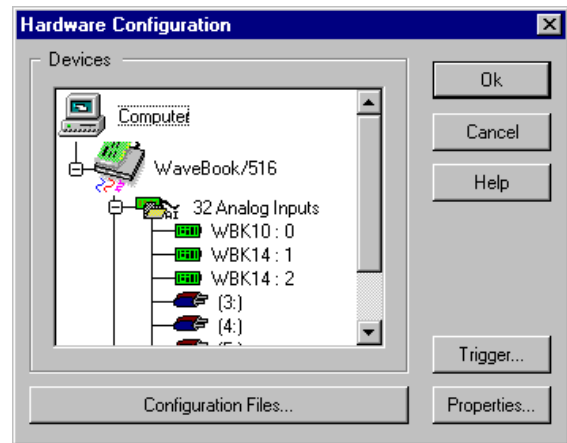 Hardware Configuration
Devices
Computer
WaveBook/516
AI
32 Analog Inputs
WBK10 : 0
WBK14 : 1
WBK14 : 2
(3:)
(4:)
Ok
Cancel
Help
Trigger...
Configuration Files...
Properties...